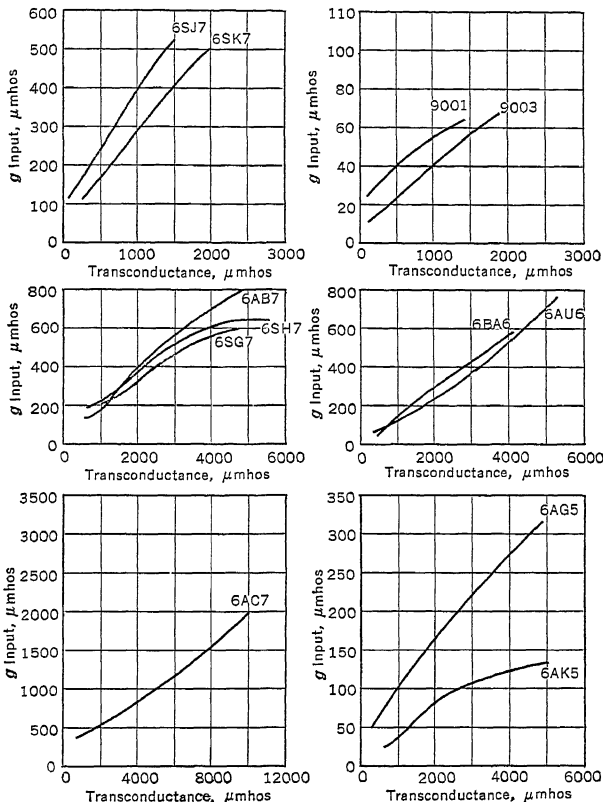 g Input, μmhos
600
500
400
300
200
100
0
6SJ7
6SK7
0 1000 2000 3000
Transconductance, μmhos
g Input, μmhos
110
80
60
40
20
0
9001
9003
0 1000 2000 3000
Transconductance, μmhos
g Input, μmhos
800
600
400
200
0
6AB7
6SH7
6SG7
0 2000 4000 6000
Transconductance, μmhos
g Input, μmhos
800
600
400
200
0
6BA6
6AU6
0 2000 4000 6000
Transconductance, μmhos
g Input, μmhos
3500
3000
2500
2000
1500
1000
500
0
6AC7
0 2000 4000 6000 8000 10000 12000
Transconductance, μmhos
g Input, μmhos
350
300
250
200
150
100
50
0
6AG5
6AK5
0 2000 4000 6000
Transconductance, μmhos